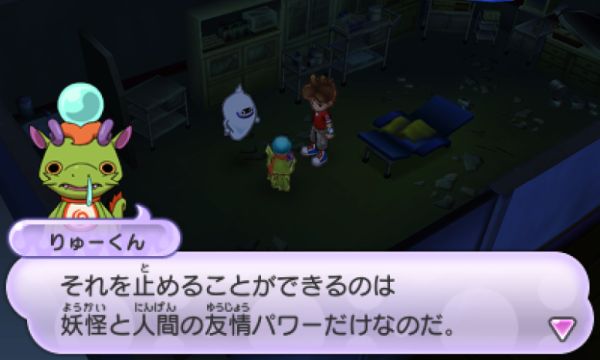 りゅーくん
それを止めることができるのは
妖怪と人間の友情パワーだけなのだ。